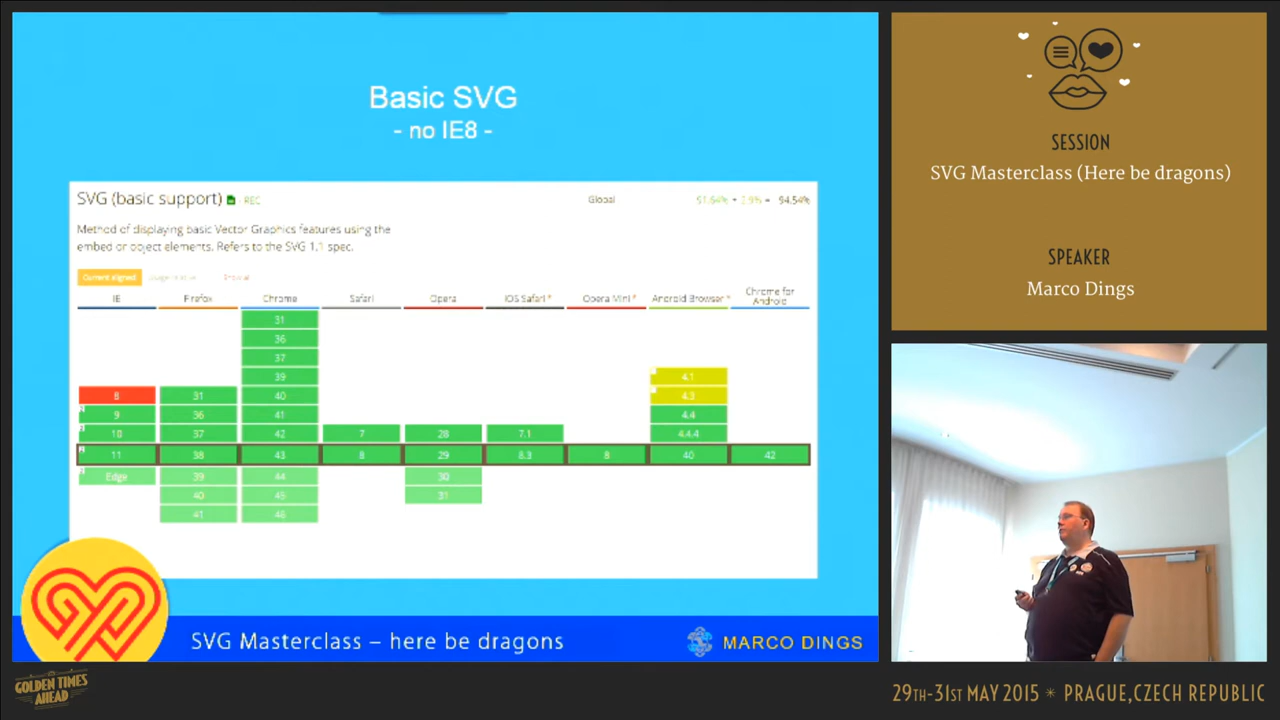 Basic SVG
- no IE8 -
SVG (basic support) REC
Global
+ = 94.54%
Method of displaying basic Vector Graphics features using the
embed or object elements. Refers to the SVG 1.1 spec.
Current aligned
Show all
IE Firefox Chrome Safari Opera iOS Safari * Opera Mini * Android Browser * Chrome for Android
31
36
37
39 4.1
8 31 40 4.3
9 36 41 4.4
10 37 42 7 28 7.1 4.4.4
11 38 43 8 29 8.3 8 40 42
Edge 39 44 30
40 45 31
41 46
SVG Masterclass – here be dragons
MARCO DINGS
SESSION
SVG Masterclass (Here be dragons)
SPEAKER
Marco Dings
GOLDEN TIMES
AHEAD
29TH-31ST MAY 2015 * PRAGUE, CZECH REPUBLIC